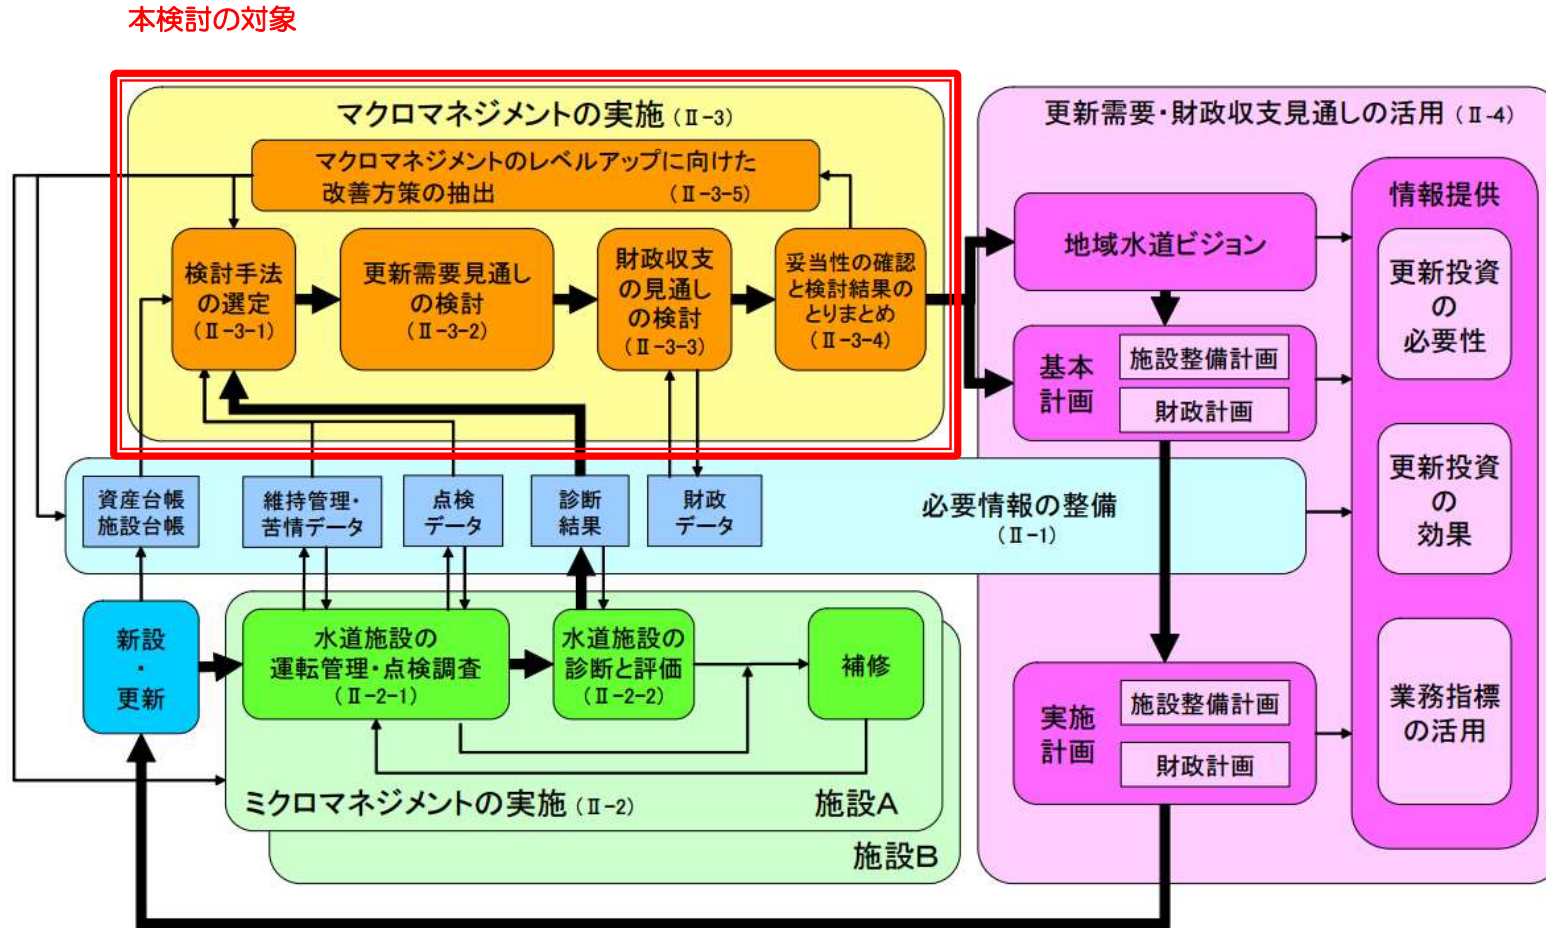 本検討の対象
マクロマネジメントの実施(Ⅱ-3)
マクロマネジメントのレベルアップに向けた
改善方策の抽出 (Ⅱ-3-5)
検討手法
の選定
(Ⅱ-3-1)
更新需要見通し
の検討
(Ⅱ-3-2)
財政収支
の見通し
の検討
(Ⅱ-3-3)
妥当性の確認
と検討結果の
とりまとめ
(Ⅱ-3-4)
更新需要・財政収支見通しの活用(Ⅱ-4)
地域水道ビジョン
基本
計画
施設整備計画
財政計画
実施
計画
施設整備計画
財政計画
情報提供
更新投資
の
必要性
更新投資
の
効果
業務指標
の活用
資産台帳
施設台帳
維持管理・
苦情データ
点検
データ
診断
結果
財政
データ
必要情報の整備
(Ⅱ-1)
新設
・
更新
水道施設の
運転管理・点検調査
(Ⅱ-2-1)
水道施設の
診断と評価
(Ⅱ-2-2)
補修
ミクロマネジメントの実施(Ⅱ-2)
施設A
施設B